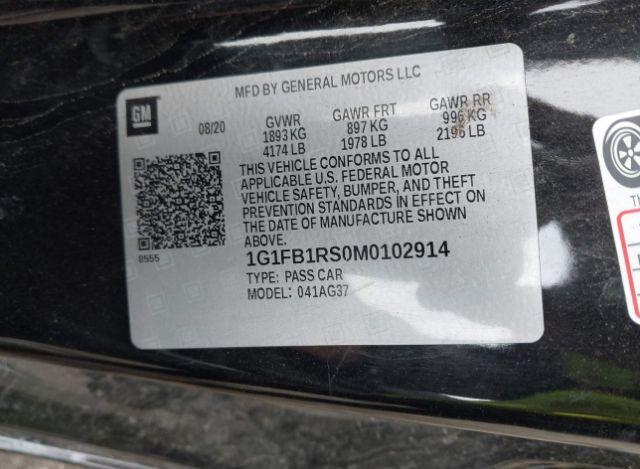 MFD BY GENERAL MOTORS LLC
GM
08/20
GVWR GAWR FRT GAWR RR
1893 KG 897 KG 996 KG
4174 LB 1978 LB 2196 LB
THIS VEHICLE CONFORMS TO ALL
APPLICABLE U.S. FEDERAL MOTOR
VEHICLE SAFETY, BUMPER, AND THEFT
PREVENTION STANDARDS IN EFFECT ON
THE DATE OF MANUFACTURE SHOWN
ABOVE.
8555
1G1FB1RS0M0102914
TYPE: PASS CAR
MODEL: 041AG37